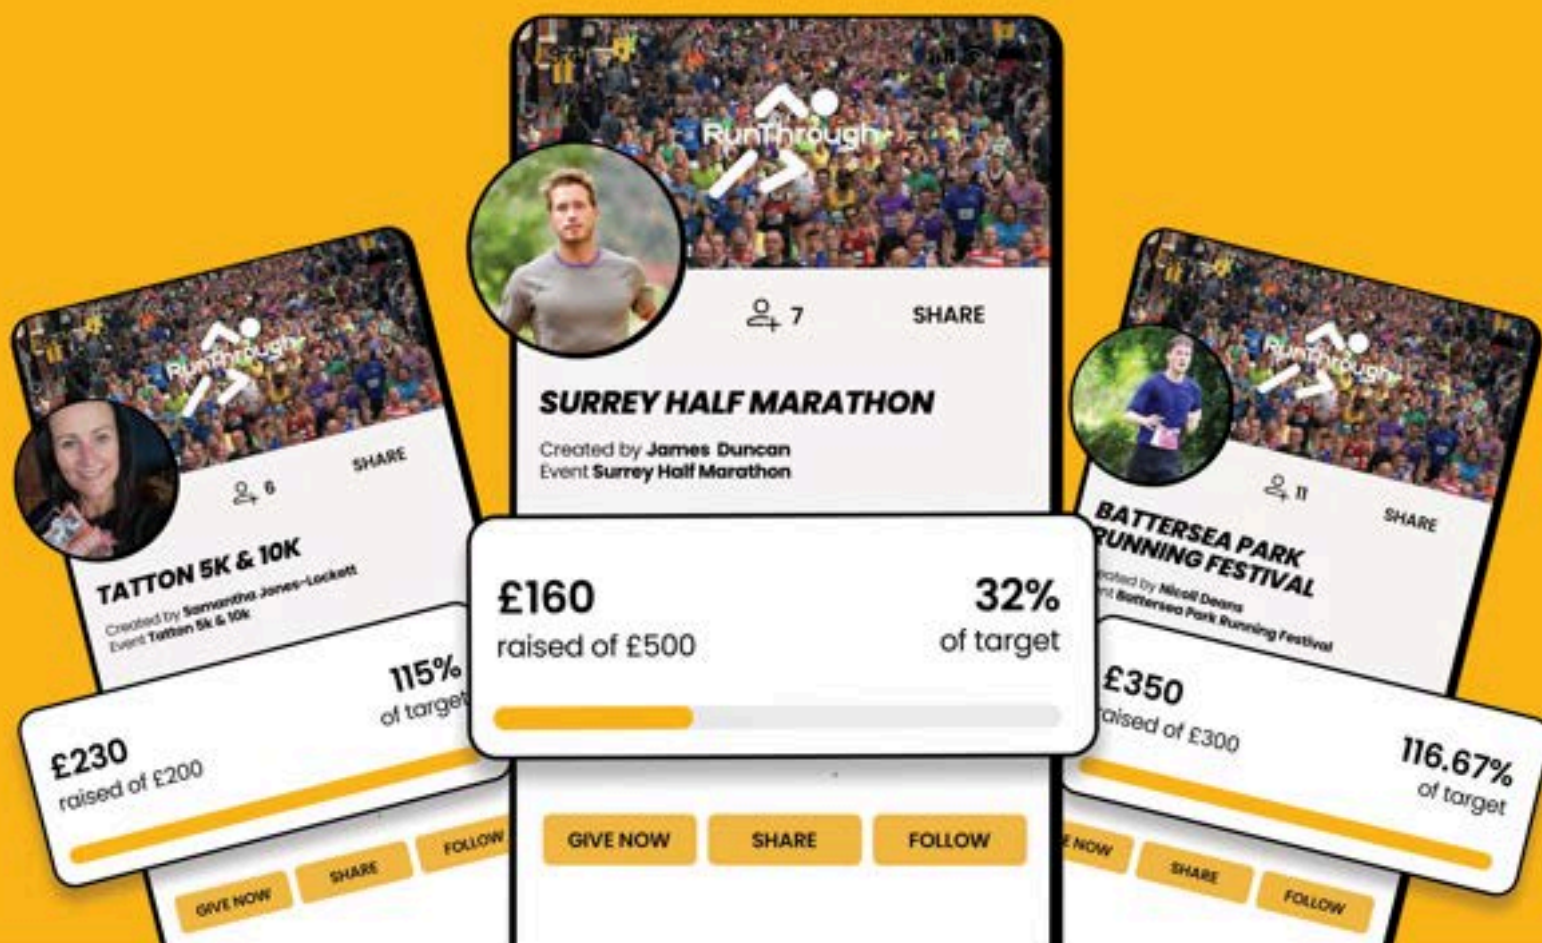 RunThrough
6
SHARE
TATTON 5K & 10K
Created by Samantha Jones-Lockett
Event Tatton 5k & 10k
£230
raised of £200
115%
of target
GIVE NOW
SHARE
FOLLOW
RunThrough
7
SHARE
SURREY HALF MARATHON
Created by James Duncan
Event Surrey Half Marathon
£160
raised of £500
32%
of target
GIVE NOW
SHARE
FOLLOW
RunThrough
11
SHARE
BATTERSEA PARK
RUNNING FESTIVAL
by Nicoll Deans
Battersea Park Running Festival
£350
raised of £300
116.67%
of target
NOW
SHARE
FOLLOW